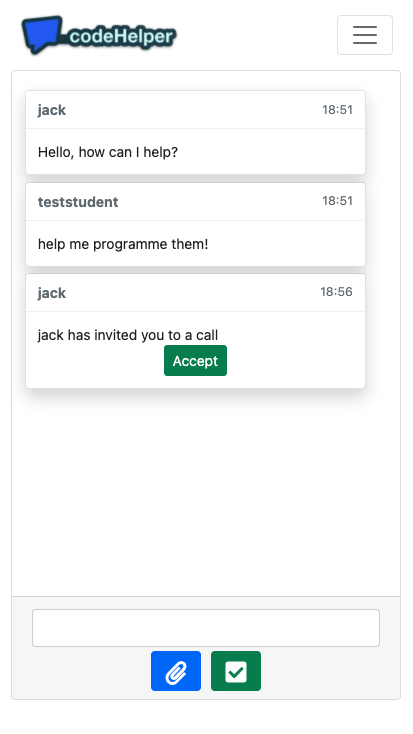 codeHelper
jack 18:51
Hello, how can I help?
teststudent 18:51
help me programme them!
jack 18:56
jack has invited you to a call
Accept